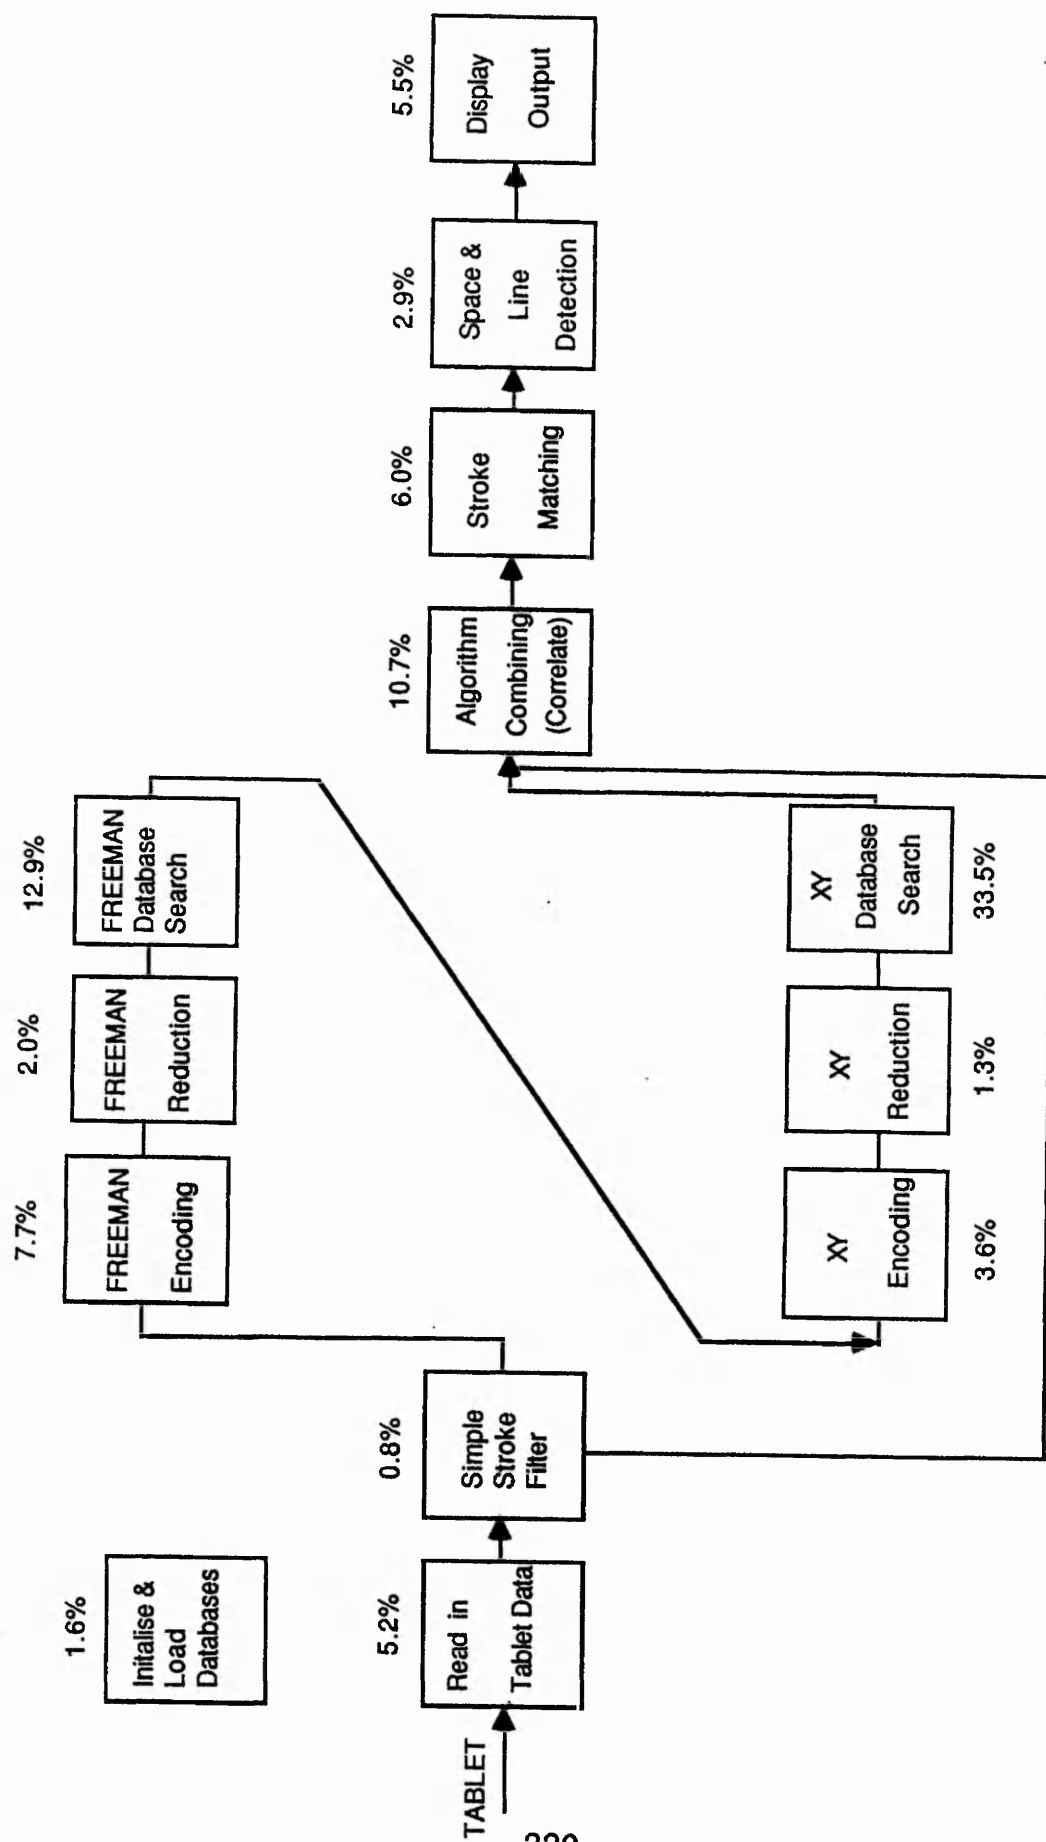 TABLET
1.6%
Initalise &
Load
Databases
5.2%
Read in
Tablet Data
0.8%
Simple
Stroke
Filter
7.7%
FREEMAN
Encoding
2.0%
FREEMAN
Reduction
12.9%
FREEMAN
Database
Search
XY
Encoding
3.6%
XY
Reduction
1.3%
XY
Database
Search
33.5%
10.7%
Algorithm
Combining
(Correlate)
6.0%
Stroke
Matching
2.9%
Space &
Line
Detection
5.5%
Display
Output